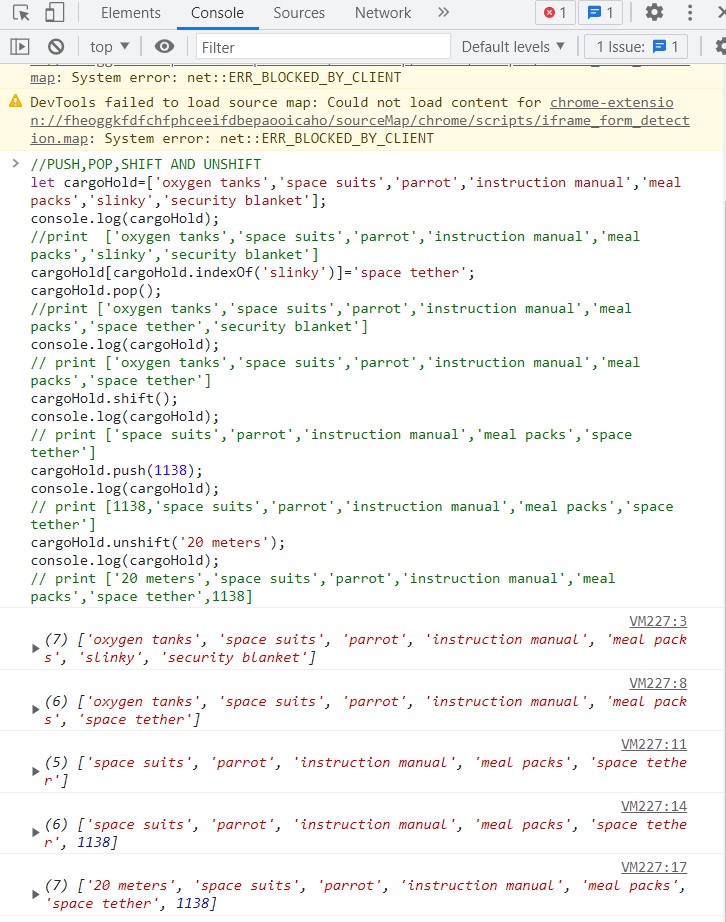 Elements Console Sources Network » 1 1
top Filter Default levels 1 Issue: 1
map: System error: net::ERR_BLOCKED_BY_CLIENT
DevTools failed to load source map: Could not load content for chrome-extensio
n://fheoggkfdfchfphceeifdbepaooicaho/sourceMap/chrome/scripts/iframe_form_detect
ion.map: System error: net::ERR_BLOCKED_BY_CLIENT
> //PUSH,POP,SHIFT AND UNSHIFT
let cargoHold=['oxygen tanks','space suits','parrot','instruction manual','meal
packs','slinky','security blanket'];
console.log(cargoHold);
//print  ['oxygen tanks','space suits','parrot','instruction manual','meal
packs','slinky','security blanket']
cargoHold[cargoHold.indexOf('slinky')]='space tether';
cargoHold.pop();
//print ['oxygen tanks','space suits','parrot','instruction manual','meal
packs','space tether','security blanket']
console.log(cargoHold);
// print ['oxygen tanks','space suits','parrot','instruction manual','meal
packs','space tether']
cargoHold.shift();
console.log(cargoHold);
// print ['space suits','parrot','instruction manual','meal packs','space
tether']
cargoHold.push(1138);
console.log(cargoHold);
// print [1138,'space suits','parrot','instruction manual','meal packs','space
tether']
cargoHold.unshift('20 meters');
console.log(cargoHold);
// print ['20 meters','space suits','parrot','instruction manual','meal
packs','space tether',1138]
VM227:3
(7) ['oxygen tanks', 'space suits', 'parrot', 'instruction manual', 'meal pack
s', 'slinky', 'security blanket']
VM227:8
(6) ['oxygen tanks', 'space suits', 'parrot', 'instruction manual', 'meal pack
s', 'space tether']
VM227:11
(5) ['space suits', 'parrot', 'instruction manual', 'meal packs', 'space tethe
r']
VM227:14
(6) ['space suits', 'parrot', 'instruction manual', 'meal packs', 'space tethe
r', 1138]
VM227:17
(7) ['20 meters', 'space suits', 'parrot', 'instruction manual', 'meal packs',
'space tether', 1138]